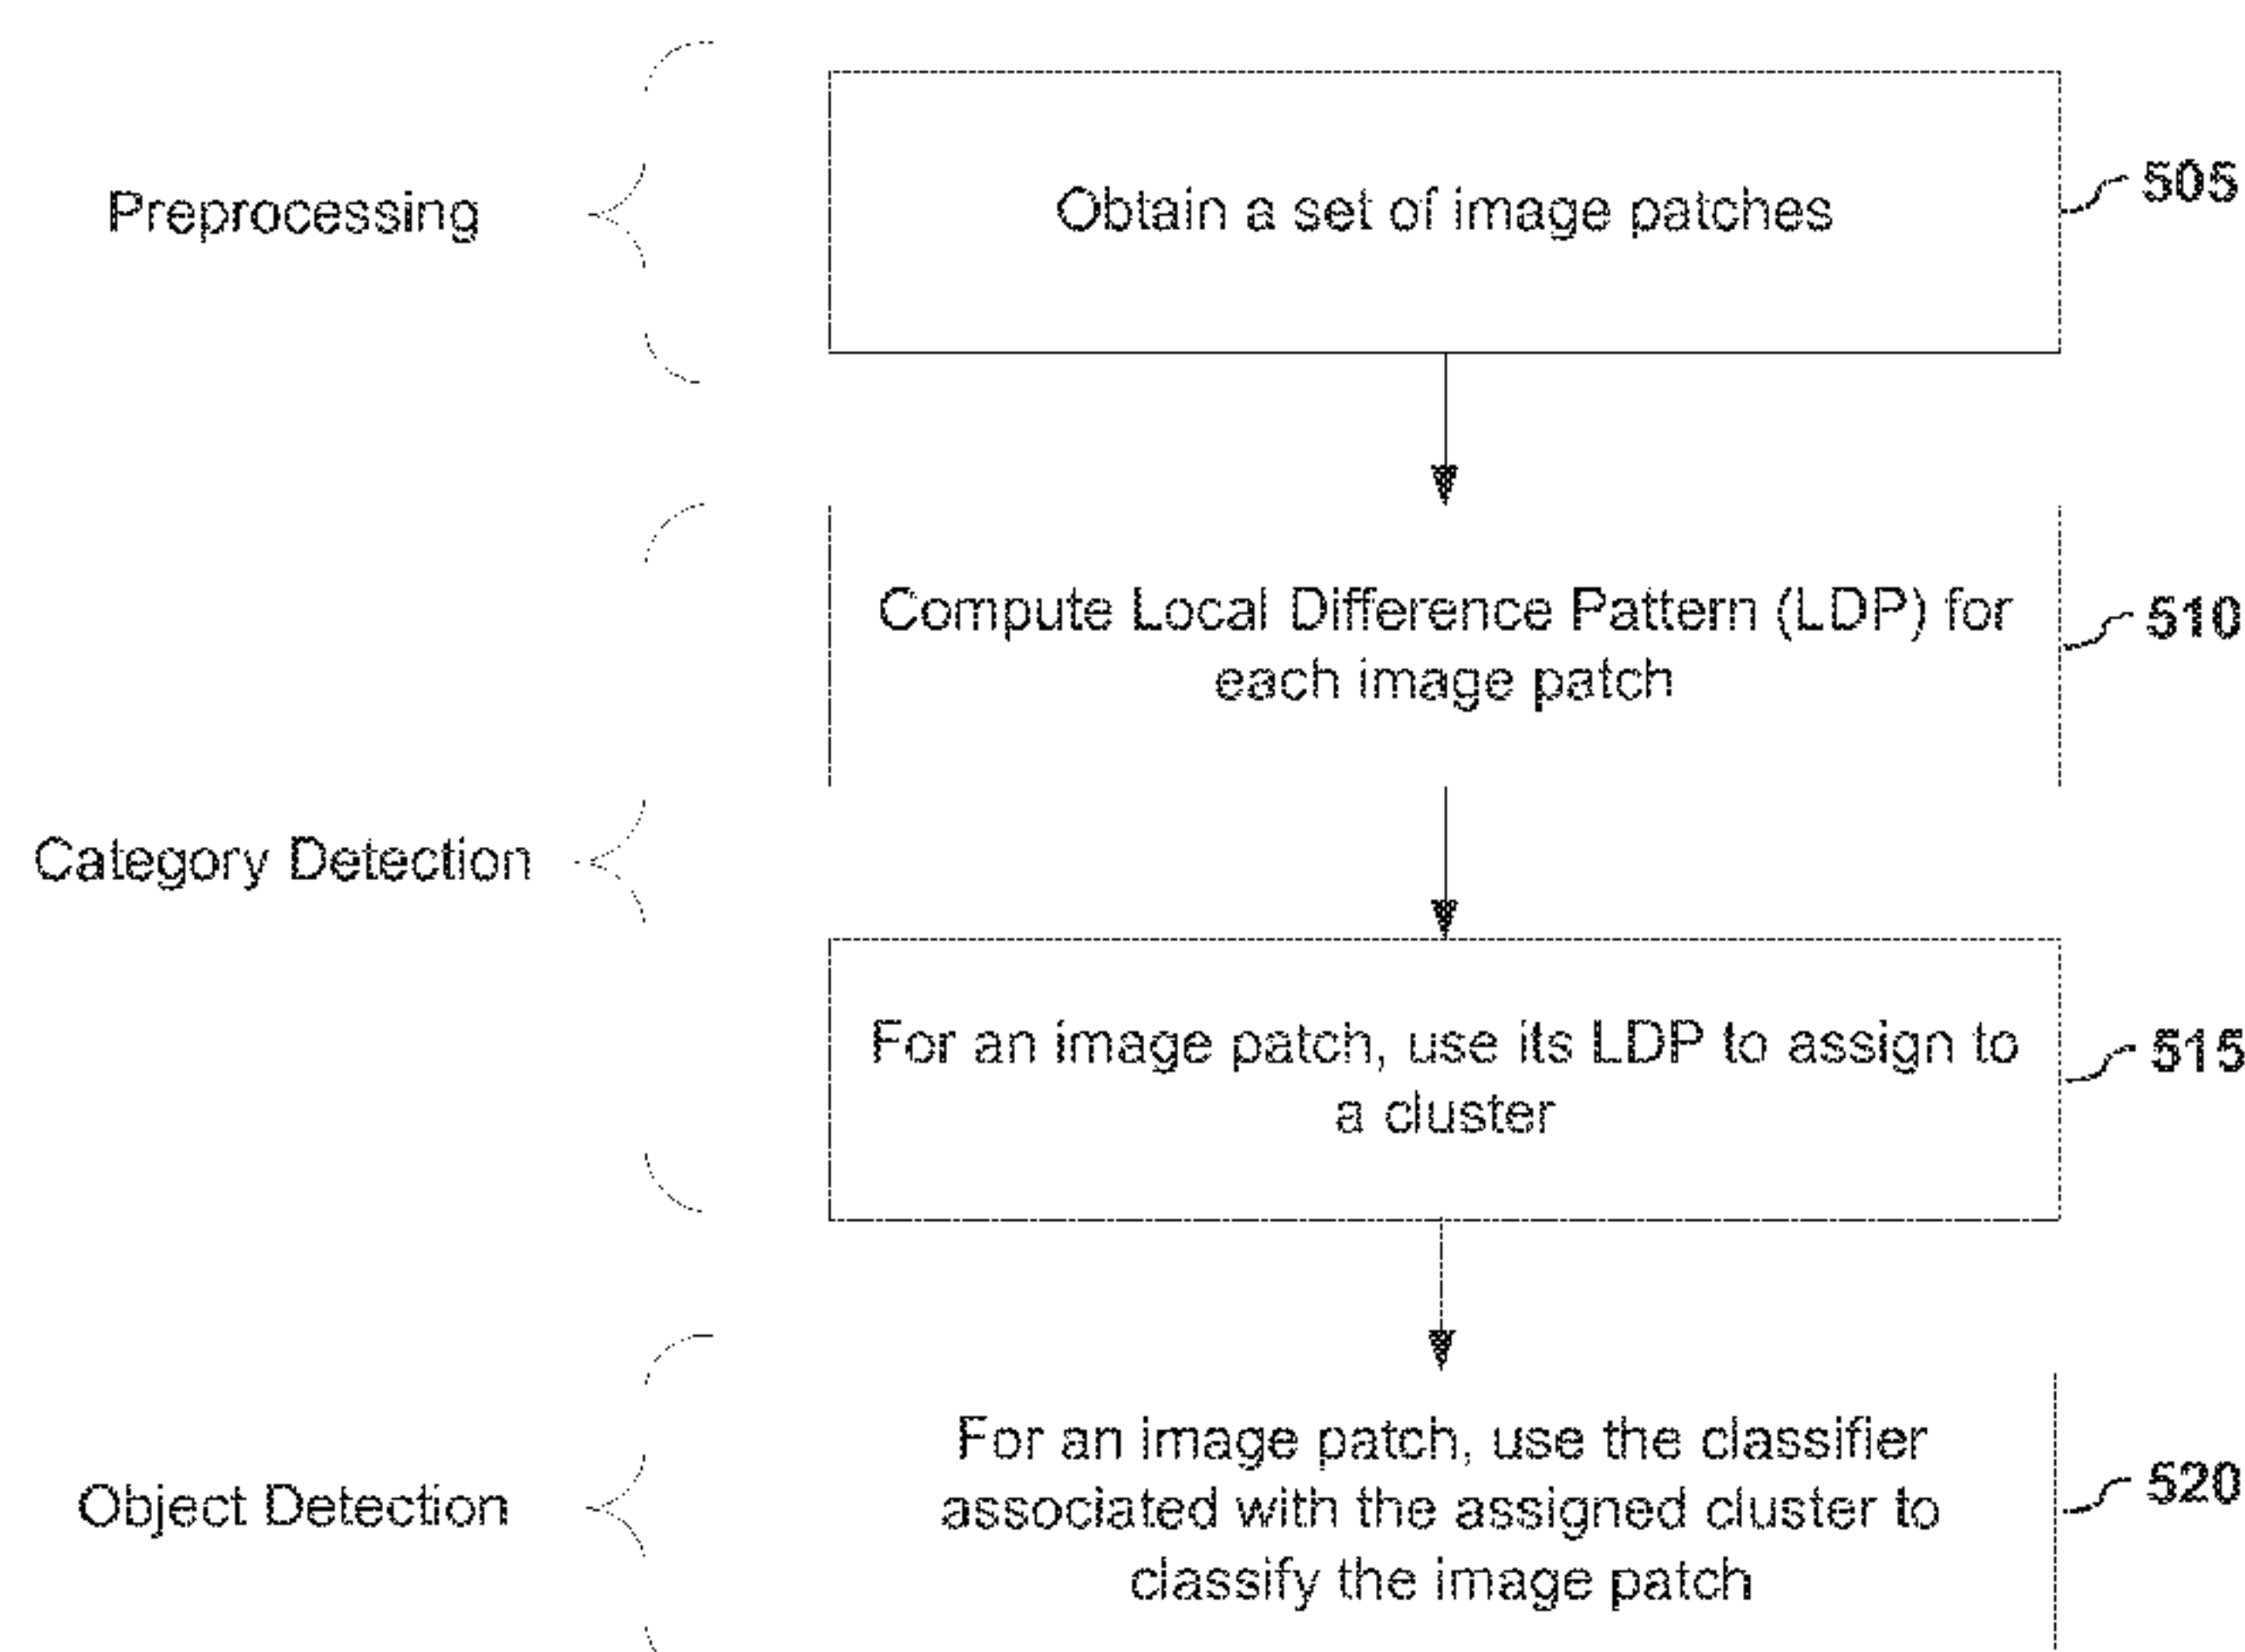 Preprocessing
Obtain a set of image patches
505
Compute Local Difference Pattern (LDP) for
each image patch
510
Category Detection
For an image patch, use its LDP to assign to
a cluster
515
Object Detection
For an image patch, use the classifier
associated with the assigned cluster to
classify the image patch
520